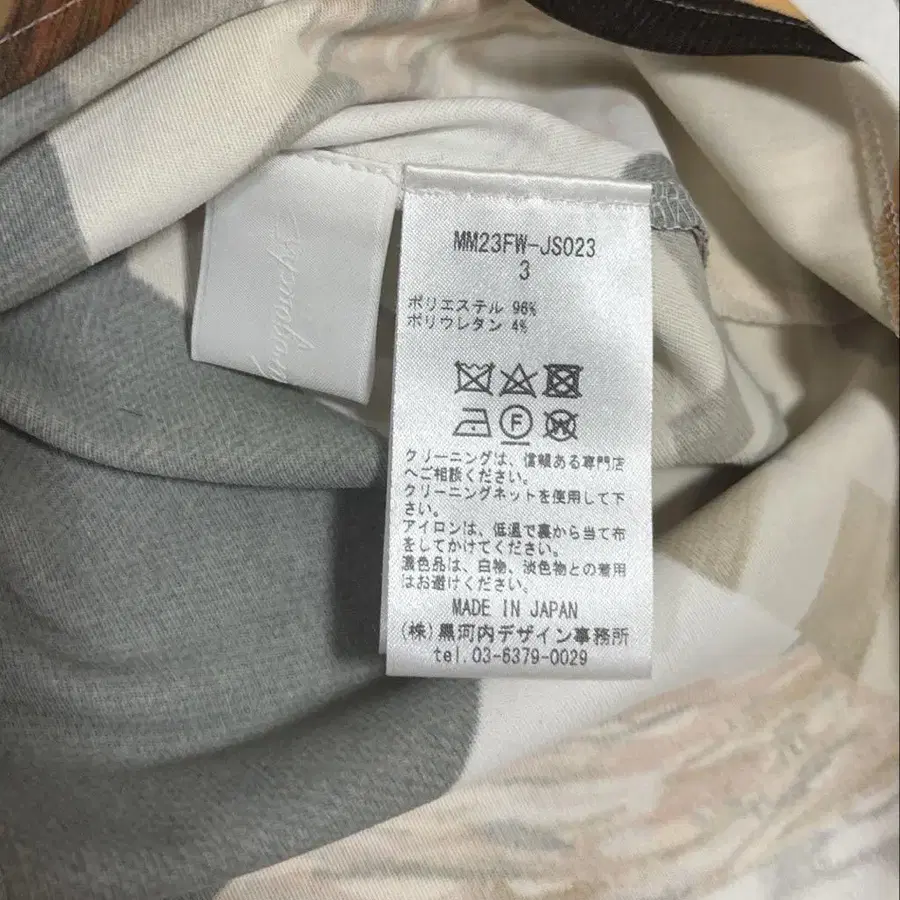 MM23FW-JS023
3
ポリエステル 96%
ポリウレタン 4%
F
W
クリーニングは、信頼ある専門店
へご相談ください。
クリーニングネットを使用して下
さい。
アイロンは、低温で裏から当て布
をしてかけてください。
濃色品は、白物、淡色物との着用
はお避けください。
MADE IN JAPAN
(株)黒河内デザイン事務所
tel.03-6379-0029